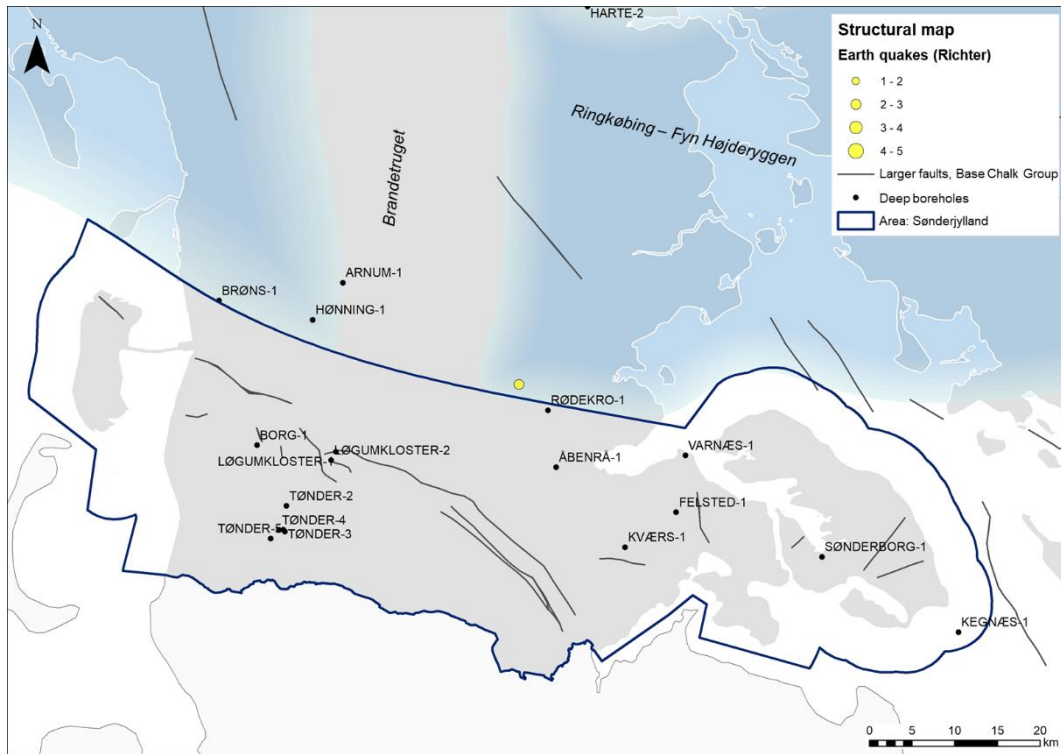 N
HARTE-2
Structural map
Earth quakes (Richter)
1 - 2
2 - 3
3 - 4
4 - 5
Larger faults, Base Chalk Group
Deep boreholes
Area: Sønderjylland
Ringkøbing – Fyn Højderyggen
Brandetruget
ARNUM-1
BRØNS-1
HØNNING-1
RØDEKRO-1
BORG-1
LØGUMKLOSTER-2
LØGUMKLOSTER-1
VARNÆS-1
ÅBENRÅ-1
TØNDER-2
FELSTED-1
TØNDER-4
TØNDER-5
TØNDER-3
KVÆRS-1
SØNDERBORG-1
KEGNÆS-1
0 5 10 15 20
km